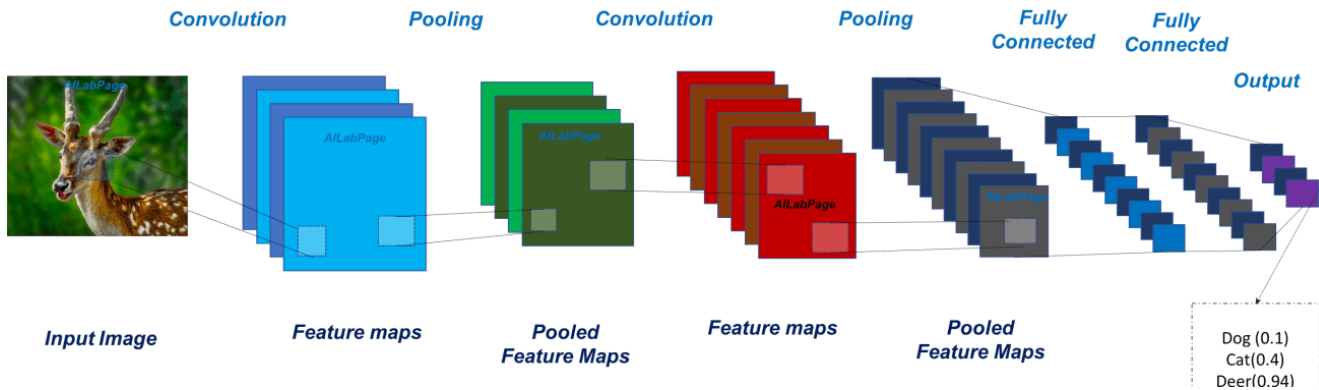 Convolution
Pooling
Convolution
Pooling
Fully
Connected
Fully
Connected
Output
AILabPage
AILabPage
AILabPage
AILabPage
AILabPage
Input Image
Feature maps
Pooled
Feature Maps
Feature maps
Pooled
Feature Maps
Dog (0.1)
Cat(0.4)
Deer(0.94)